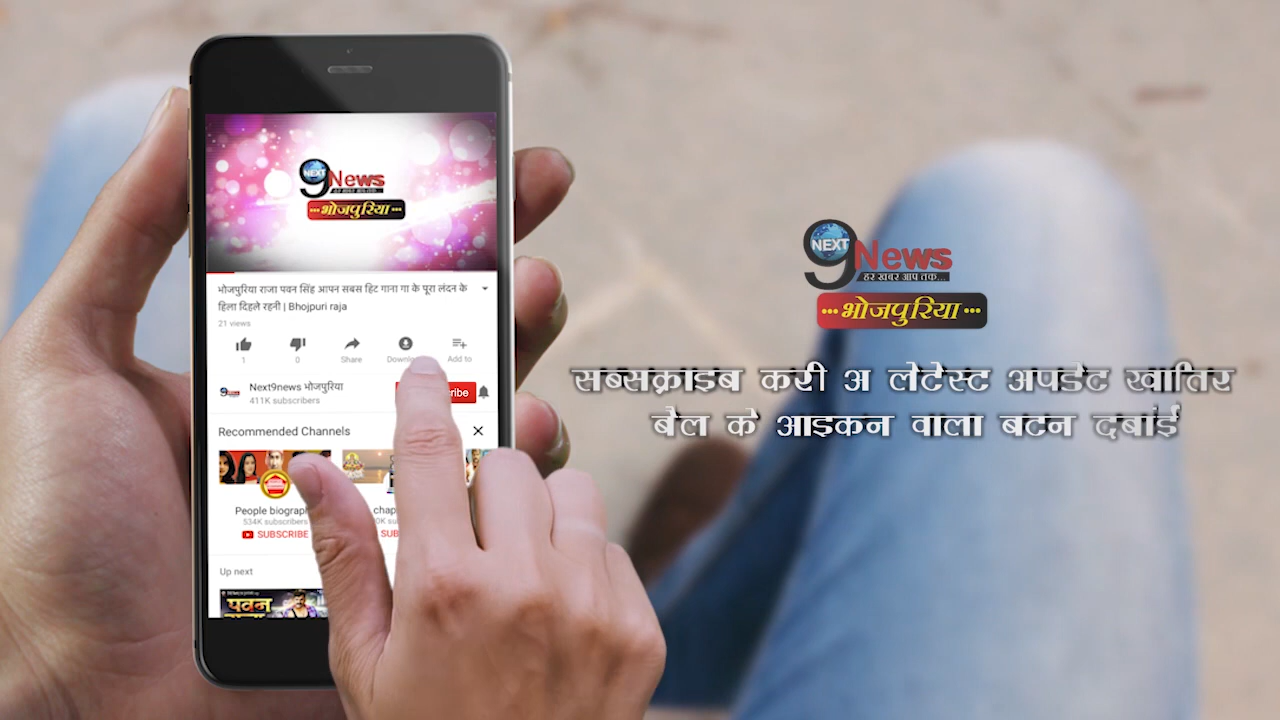 NEXT
9News
हर खबर आप तक...
...भोजपुरिया...
भोजपुरिया राजा पवन सिंह आपन सबस हिट गाना गा के पूरा लंदन के
हिला दिहले रहनी | Bhojpuri raja
21 views
1
0
Share
Add to
Next9news भोजपुरिया
411K subscribers
Recommended Channels
People
534K subscribers
SUBSCRIBE
Up next
पवन
NEXT
9News
हर खबर आप तक...
...भोजपुरिया...
सब्सक्राइब करी अ लेटेस्ट अपडेट खातिर
बेल के आइकन वाला बटन दबाई